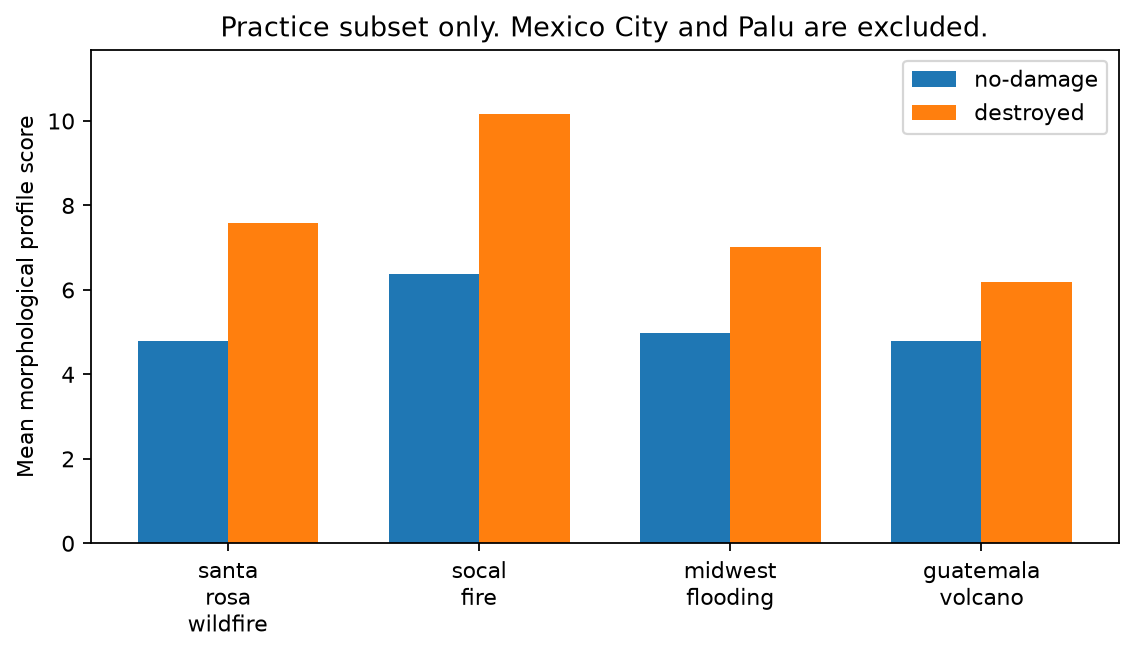 Practice subset only. Mexico City and Palu are excluded.
no-damage
destroyed
Mean morphological profile score
10
8
6
4
2
0
santa
rosa
wildfire
socal
fire
midwest
flooding
guatemala
volcano